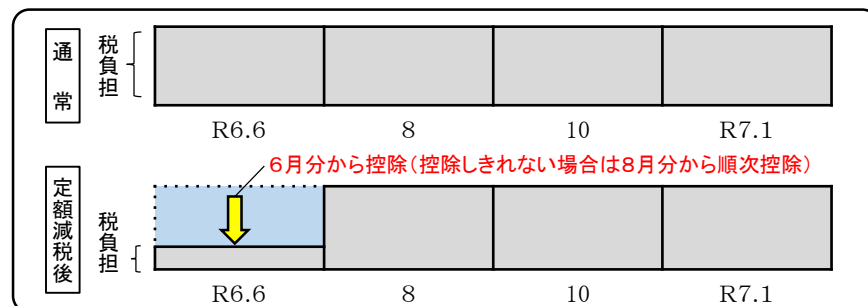 通常
税負担
R6.6 8 10 R7.1
6月分から控除（控除しきれない場合は８月分から順次控除）
定額減税後
税負担
R6.6 8 10 R7.1